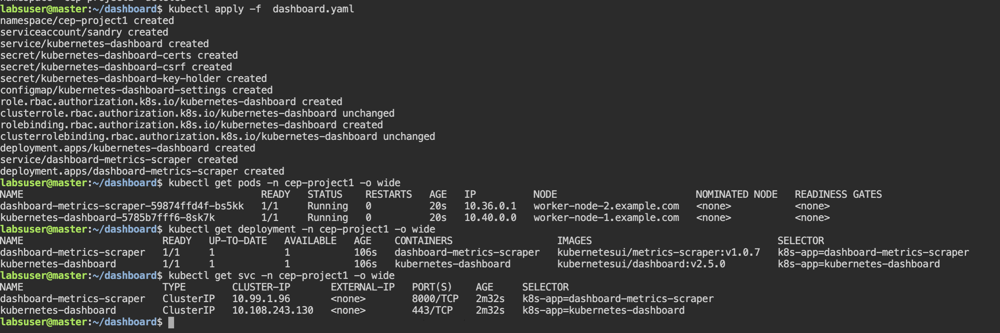 namespace "cep-project1" deleted
labsuser@master:~/dashboard$ kubectl apply -f  dashboard.yaml
namespace/cep-project1 created
serviceaccount/sandry created
service/kubernetes-dashboard created
secret/kubernetes-dashboard-certs created
secret/kubernetes-dashboard-csrf created
secret/kubernetes-dashboard-key-holder created
configmap/kubernetes-dashboard-settings created
role.rbac.authorization.k8s.io/kubernetes-dashboard created
clusterrole.rbac.authorization.k8s.io/kubernetes-dashboard unchanged
rolebinding.rbac.authorization.k8s.io/kubernetes-dashboard created
clusterrolebinding.rbac.authorization.k8s.io/kubernetes-dashboard unchanged
deployment.apps/kubernetes-dashboard created
service/dashboard-metrics-scraper created
deployment.apps/dashboard-metrics-scraper created
labsuser@master:~/dashboard$ kubectl get pods -n cep-project1 -o wide
NAME                                         READY   STATUS    RESTARTS   AGE   IP          NODE                        NOMINATED NODE   READINESS GATES
dashboard-metrics-scraper-59874ffd4f-bs5kk   1/1     Running   0          20s   10.36.0.1   worker-node-2.example.com   <none>           <none>
kubernetes-dashboard-5785b7fff6-8sk7k        1/1     Running   0          20s   10.40.0.0   worker-node-1.example.com   <none>           <none>
labsuser@master:~/dashboard$ kubectl get deployment -n cep-project1 -o wide
NAME                        READY   UP-TO-DATE   AVAILABLE   AGE    CONTAINERS                  IMAGES                                SELECTOR
dashboard-metrics-scraper   1/1     1            1           106s   dashboard-metrics-scraper   kubernetesui/metrics-scraper:v1.0.7   k8s-app=dashboard-metrics-scraper
kubernetes-dashboard        1/1     1            1           106s   kubernetes-dashboard        kubernetesui/dashboard:v2.5.0         k8s-app=kubernetes-dashboard
labsuser@master:~/dashboard$ kubectl get svc -n cep-project1 -o wide
NAME                        TYPE        CLUSTER-IP       EXTERNAL-IP   PORT(S)    AGE     SELECTOR
dashboard-metrics-scraper   ClusterIP   10.99.1.96       <none>        8000/TCP   2m32s   k8s-app=dashboard-metrics-scraper
kubernetes-dashboard        ClusterIP   10.108.243.130   <none>        443/TCP    2m32s   k8s-app=kubernetes-dashboard
labsuser@master:~/dashboard$